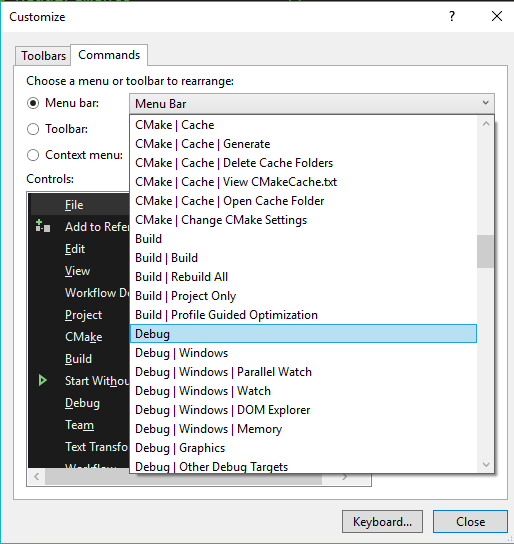 Customize
Toolbars
Commands
Choose a menu or toolbar to rearrange:
Menu bar:
Menu Bar
Toolbar:
Context menu:
CMake | Cache
CMake | Cache | Generate
CMake | Cache | Delete Cache Folders
CMake | Cache | View CMakeCache.txt
CMake | Cache | Open Cache Folder
CMake | Change CMake Settings
Build
Build | Build
Build | Rebuild All
Build | Project Only
Build | Profile Guided Optimization
Debug
Debug | Windows
Debug | Windows | Parallel Watch
Debug | Windows | Watch
Debug | Windows | DOM Explorer
Debug | Windows | Memory
Debug | Graphics
Debug | Other Debug Targets
Controls:
File
Add to Refer
Edit
View
Workflow De
Project
CMake
Build
Start Withou
Debug
Team
Text Transfo
Workflow
Keyboard...
Close